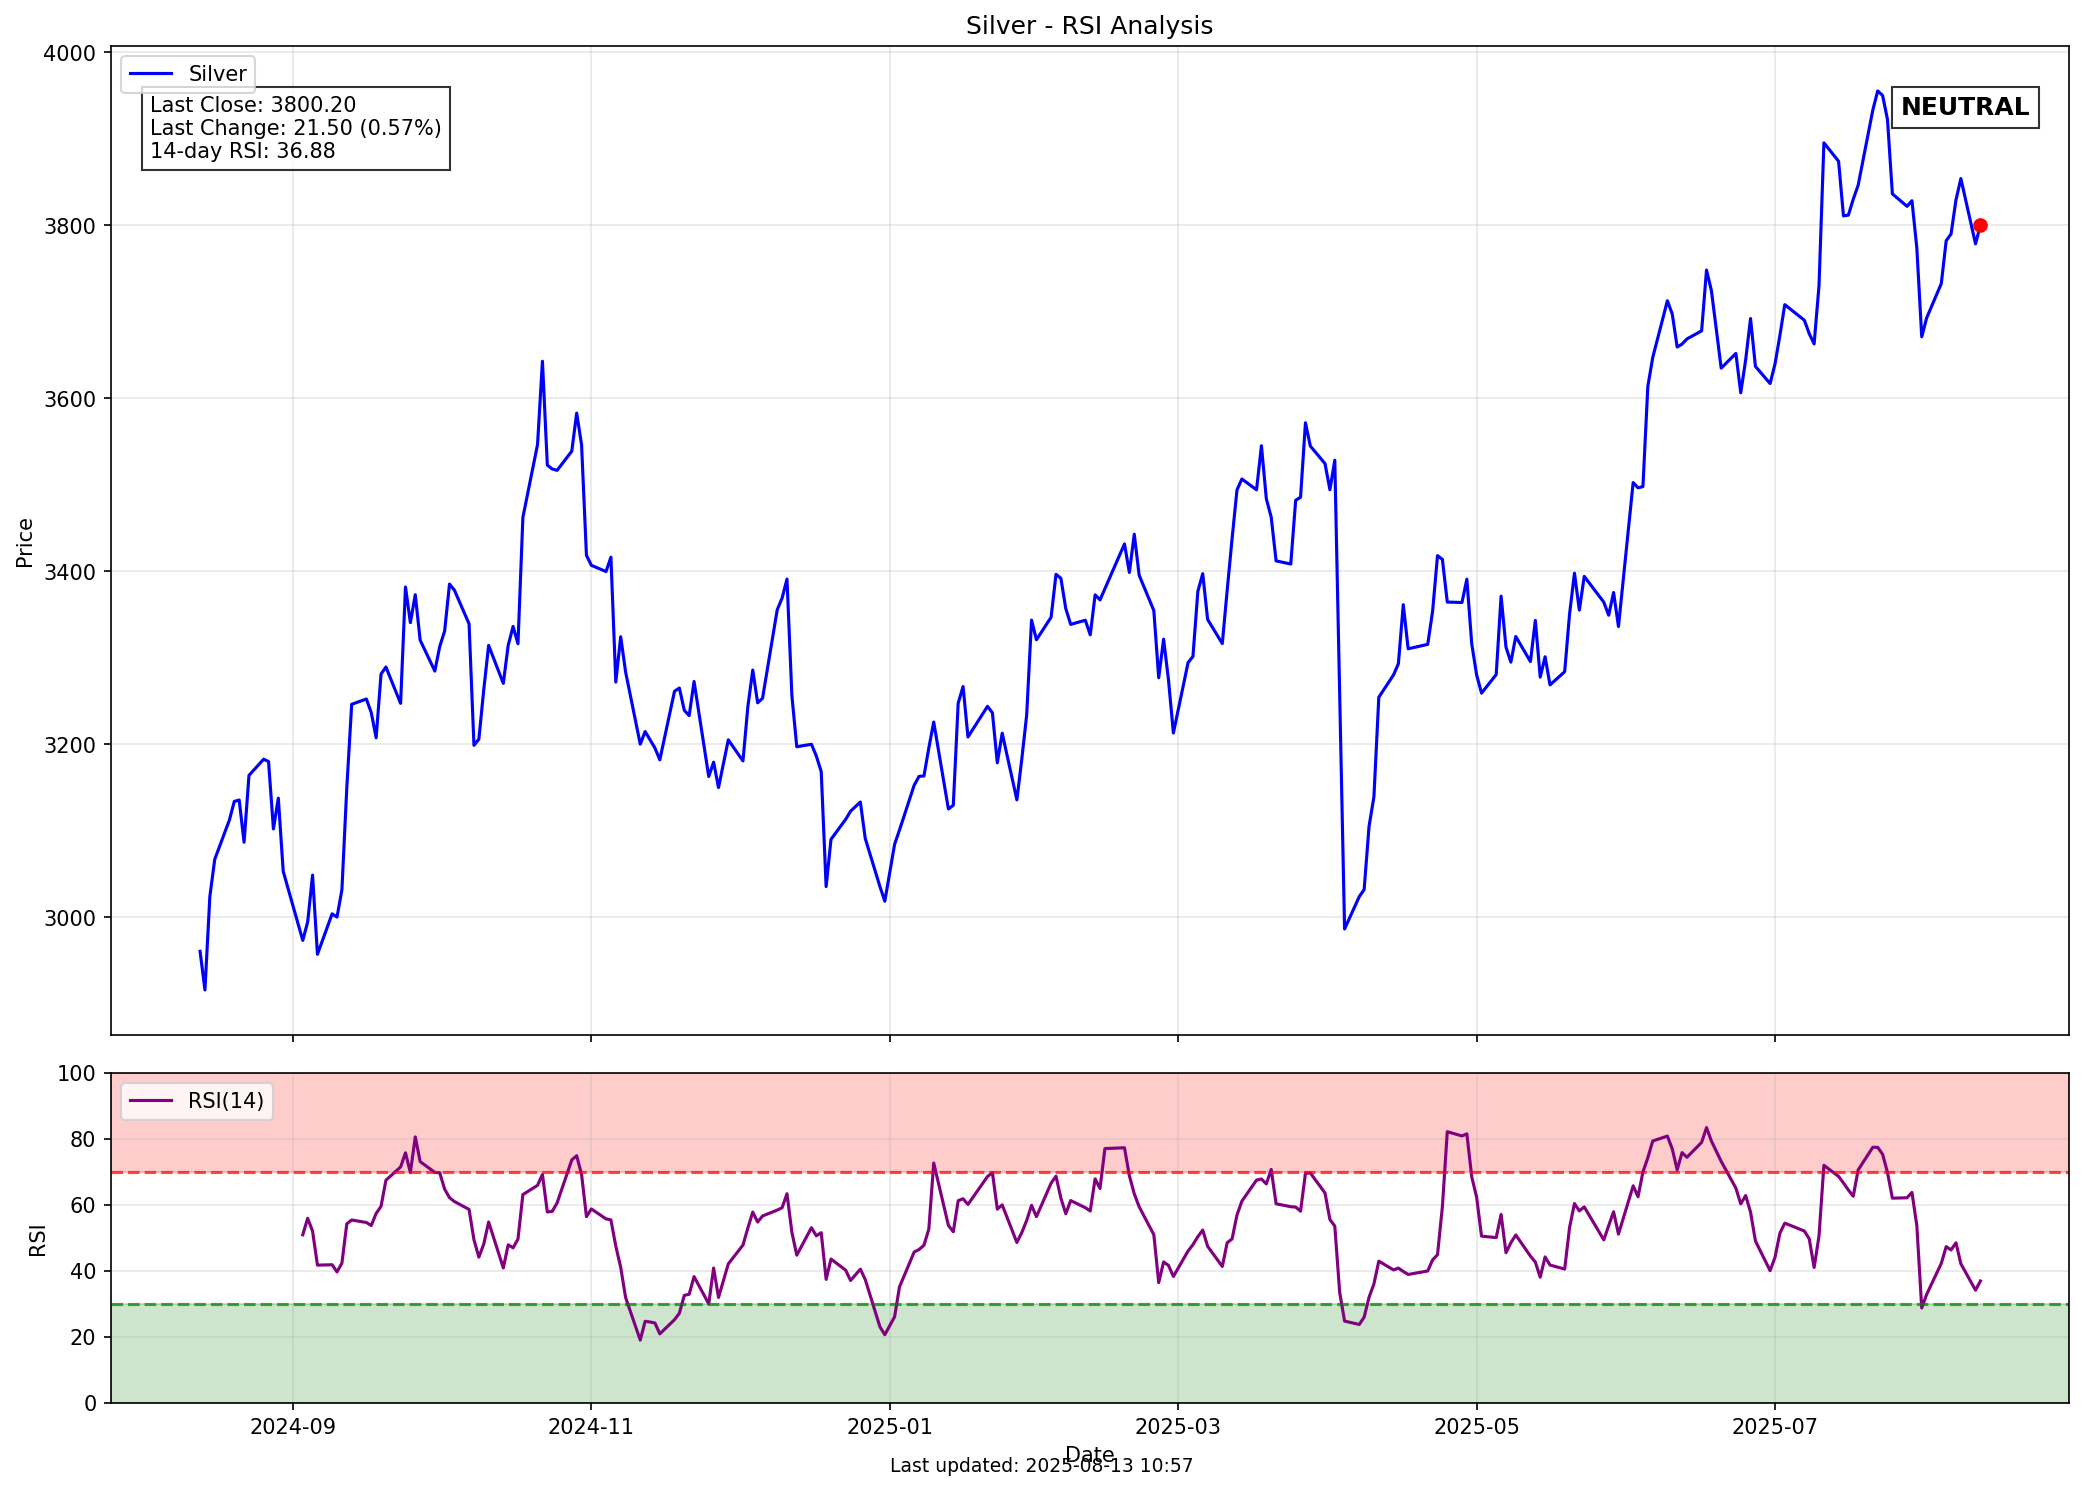 Silver - RSI Analysis
Silver
Last Close: 3800.20
Last Change: 21.50 (0.57%)
14-day RSI: 36.88
NEUTRAL
4000
3800
3600
3400
3200
3000
Price
RSI(14)
100
80
60
40
20
0
RSI
2024-09
2024-11
2025-01
2025-03
2025-05
2025-07
Date
Last updated: 2025-08-13 10:57